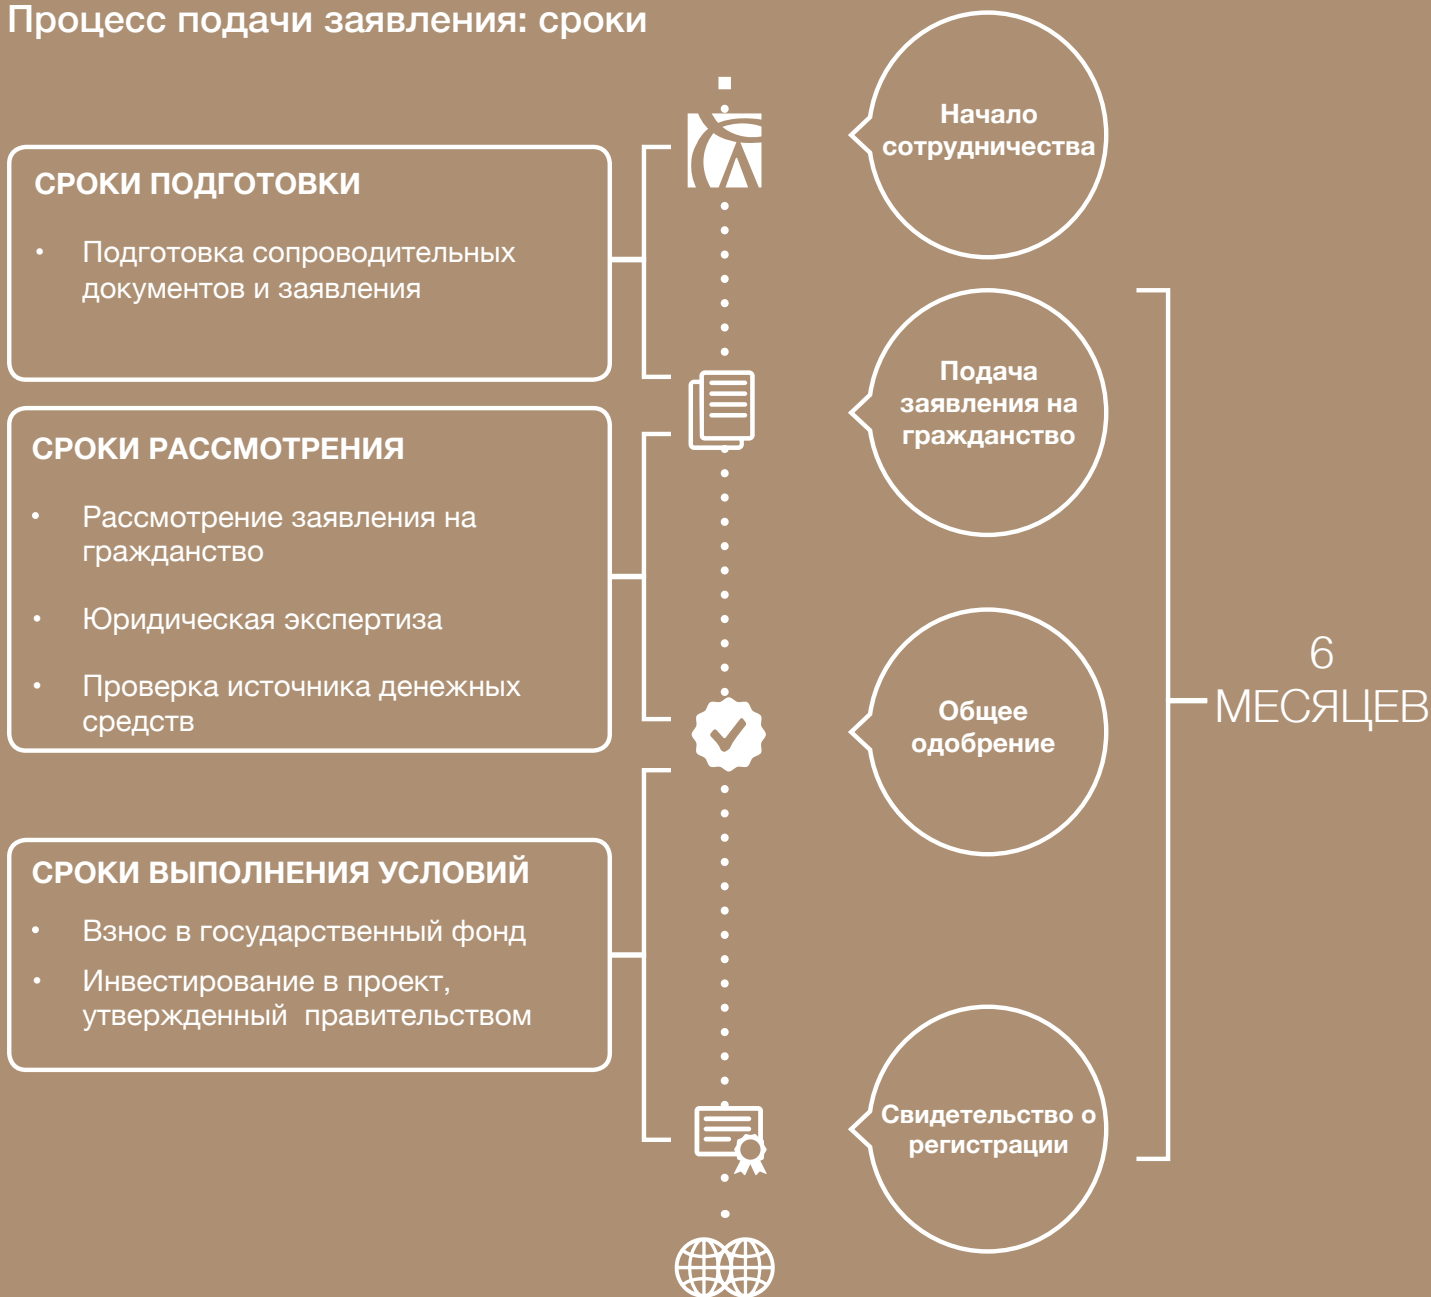 Процесс подачи заявления: сроки
Начало
сотрудничества
СРОКИ ПОДГОТОВКИ
• Подготовка сопроводительных
документов и заявления
Подача
заявления на
гражданство
СРОКИ РАССМОТРЕНИЯ
• Рассмотрение заявления на
гражданство
• Юридическая экспертиза
• Проверка источника денежных
средств
Общее
одобрение
6
МЕСЯЦЕВ
СРОКИ ВЫПОЛНЕНИЯ УСЛОВИЙ
• Взнос в государственный фонд
• Инвестирование в проект,
утвержденный правительством
Свидетельство о
регистрации